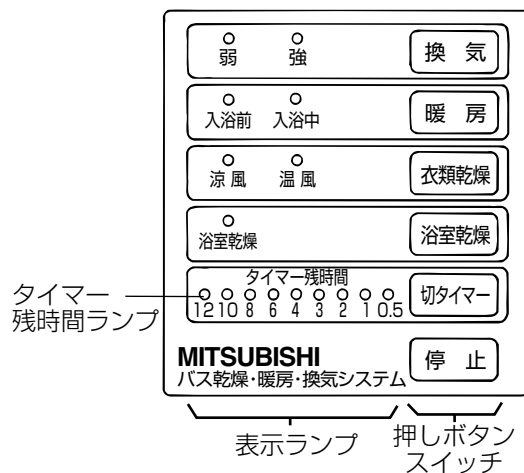 弱 強 換 気
入浴前 入浴中 暖 房
涼 風 温 風 衣類乾燥
浴室乾燥 浴室乾燥
タイマー残時間
12 10 8 6 4 3 2 1 0.5 切タイマー
タイマー
残時間ランプ
MITSUBISHI
バス乾燥・暖房・換気システム
停 止
表示ランプ
押しボタン
スイッチ